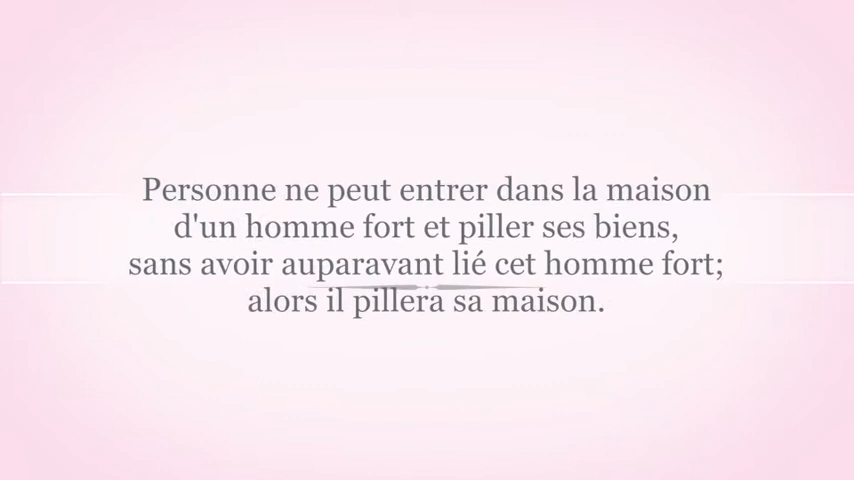 Personne ne peut entrer dans la maison
d'un homme fort et piller ses biens,
sans avoir auparavant lié cet homme fort;
alors il pillera sa maison.